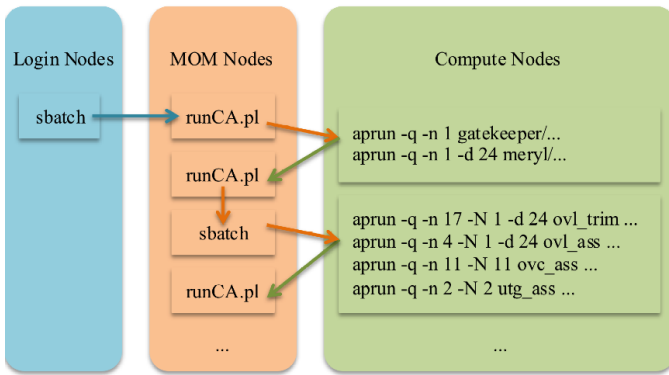 Login Nodes
sbatch
MOM Nodes
runCA.pl
runCA.pl
sbatch
runCA.pl
...
Compute Nodes
aprun -q -n 1 gatekeeper/...
aprun -q -n 1 -d 24 meryl/...
aprun -q -n 17 -N 1 -d 24 ovl_trim ...
aprun -q -n 4 -N 1 -d 24 ovl_ass ...
aprun -q -n 11 -N 11 ovc_ass ...
aprun -q -n 2 -N 2 utg_ass ...
...